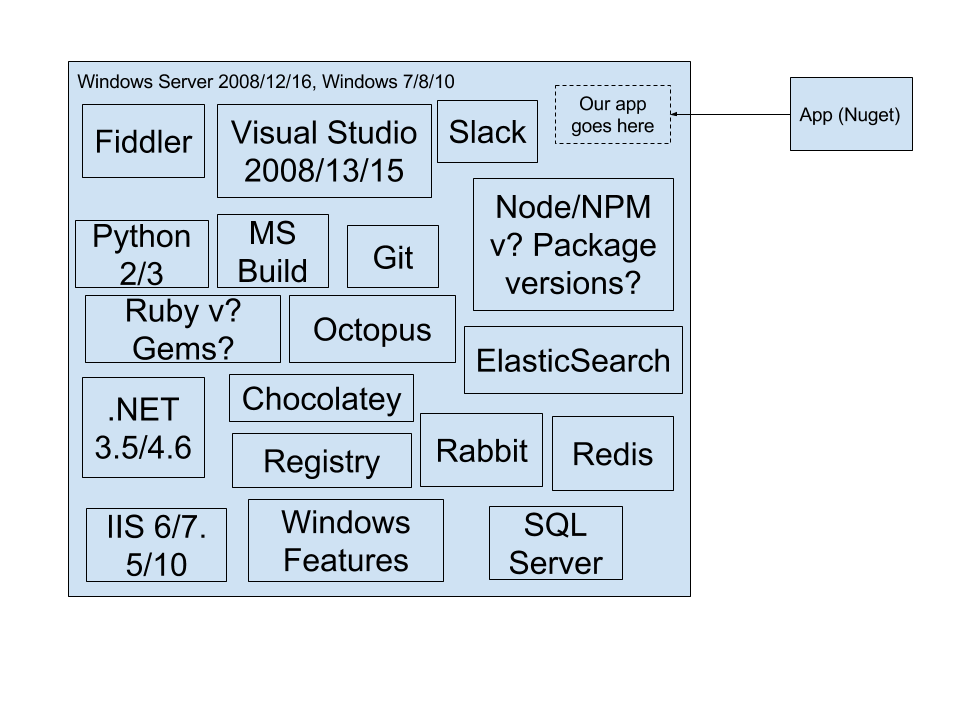 Windows Server 2008/12/16, Windows 7/8/10
Our app
goes here
App (Nuget)
Fiddler
Visual Studio
2008/13/15
Slack
Node/NPM
v? Package
versions?
Python
2/3
MS
Build
Git
Ruby v?
Gems?
Octopus
ElasticSearch
.NET
3.5/4.6
Chocolatey
Registry
Rabbit
Redis
IIS 6/7.
5/10
Windows
Features
SQL
Server